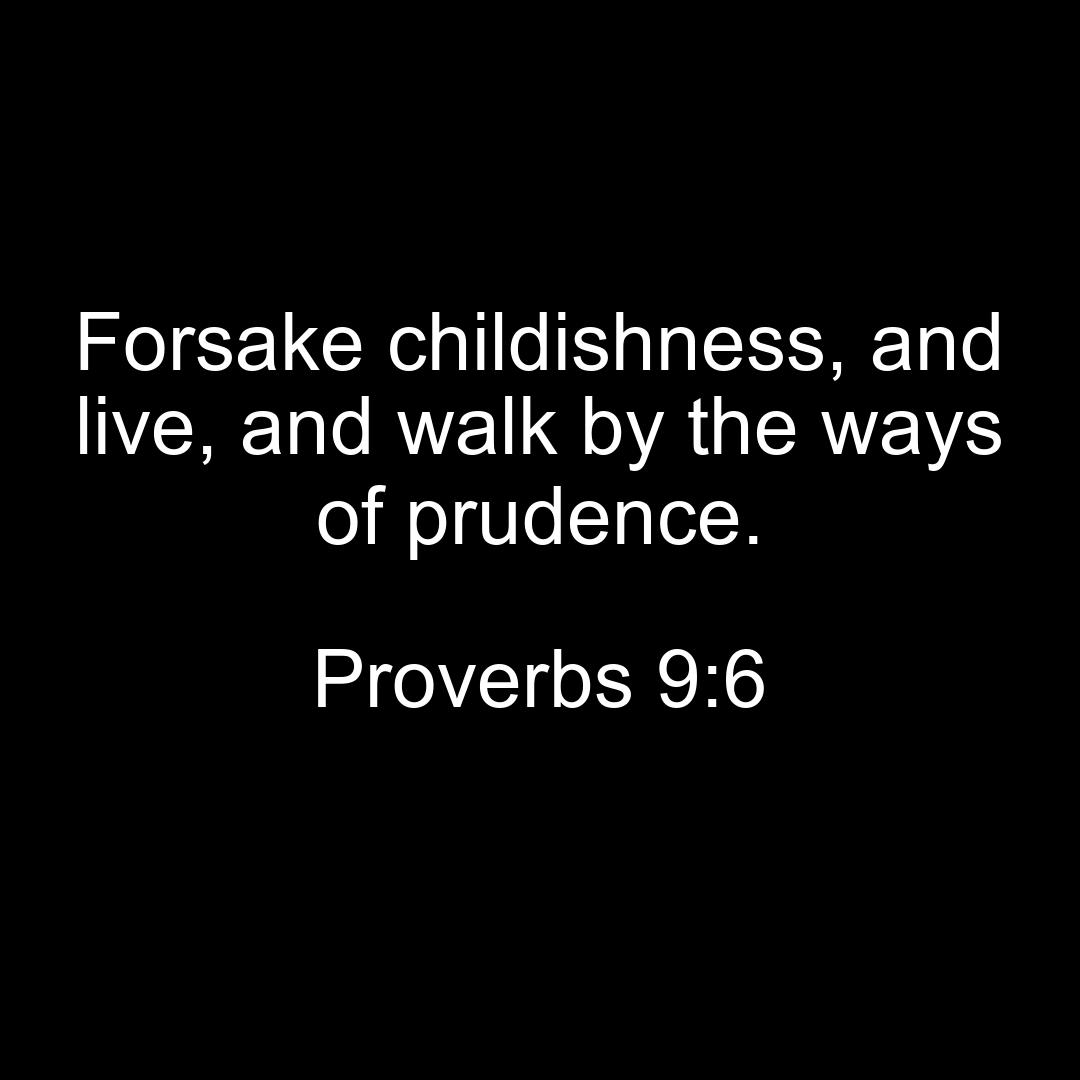 Forsake childishness, and
live, and walk by the ways
of prudence.
Proverbs 9:6